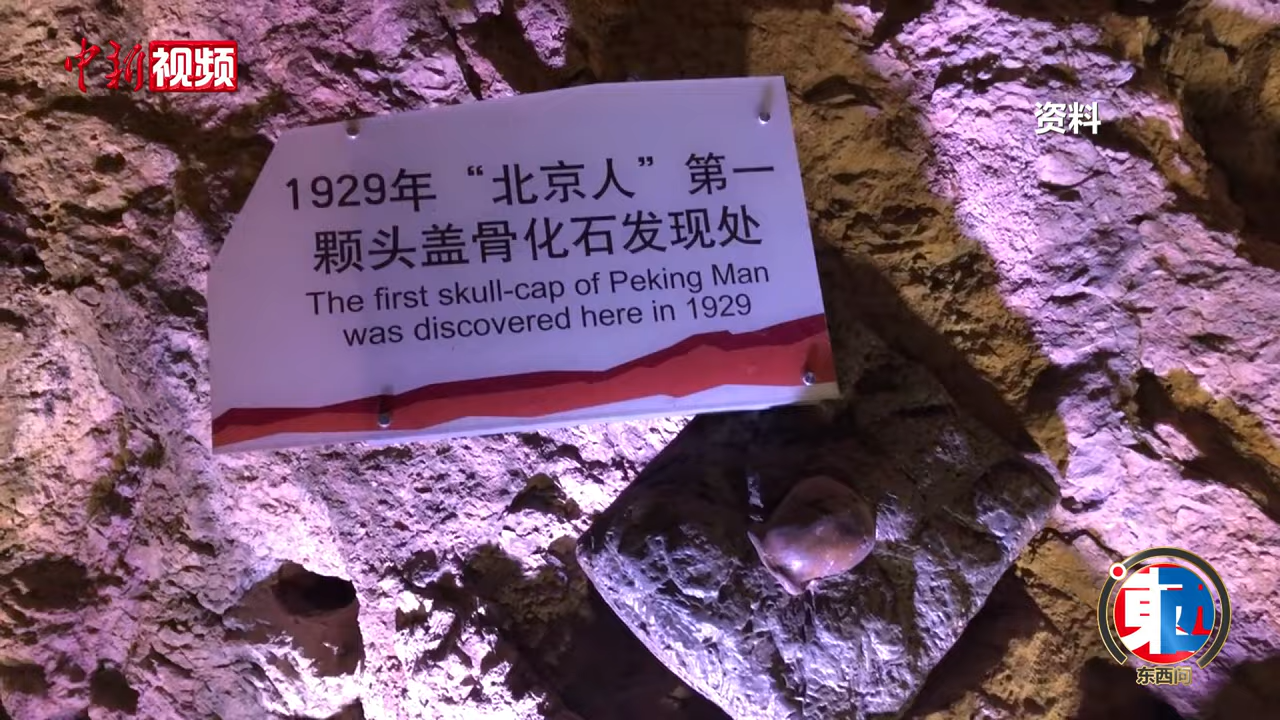 中新视频
资料
1929年“北京人”第一
颗头盖骨化石发现处
The first skull-cap of Peking Man
was discovered here in 1929
東
东西问